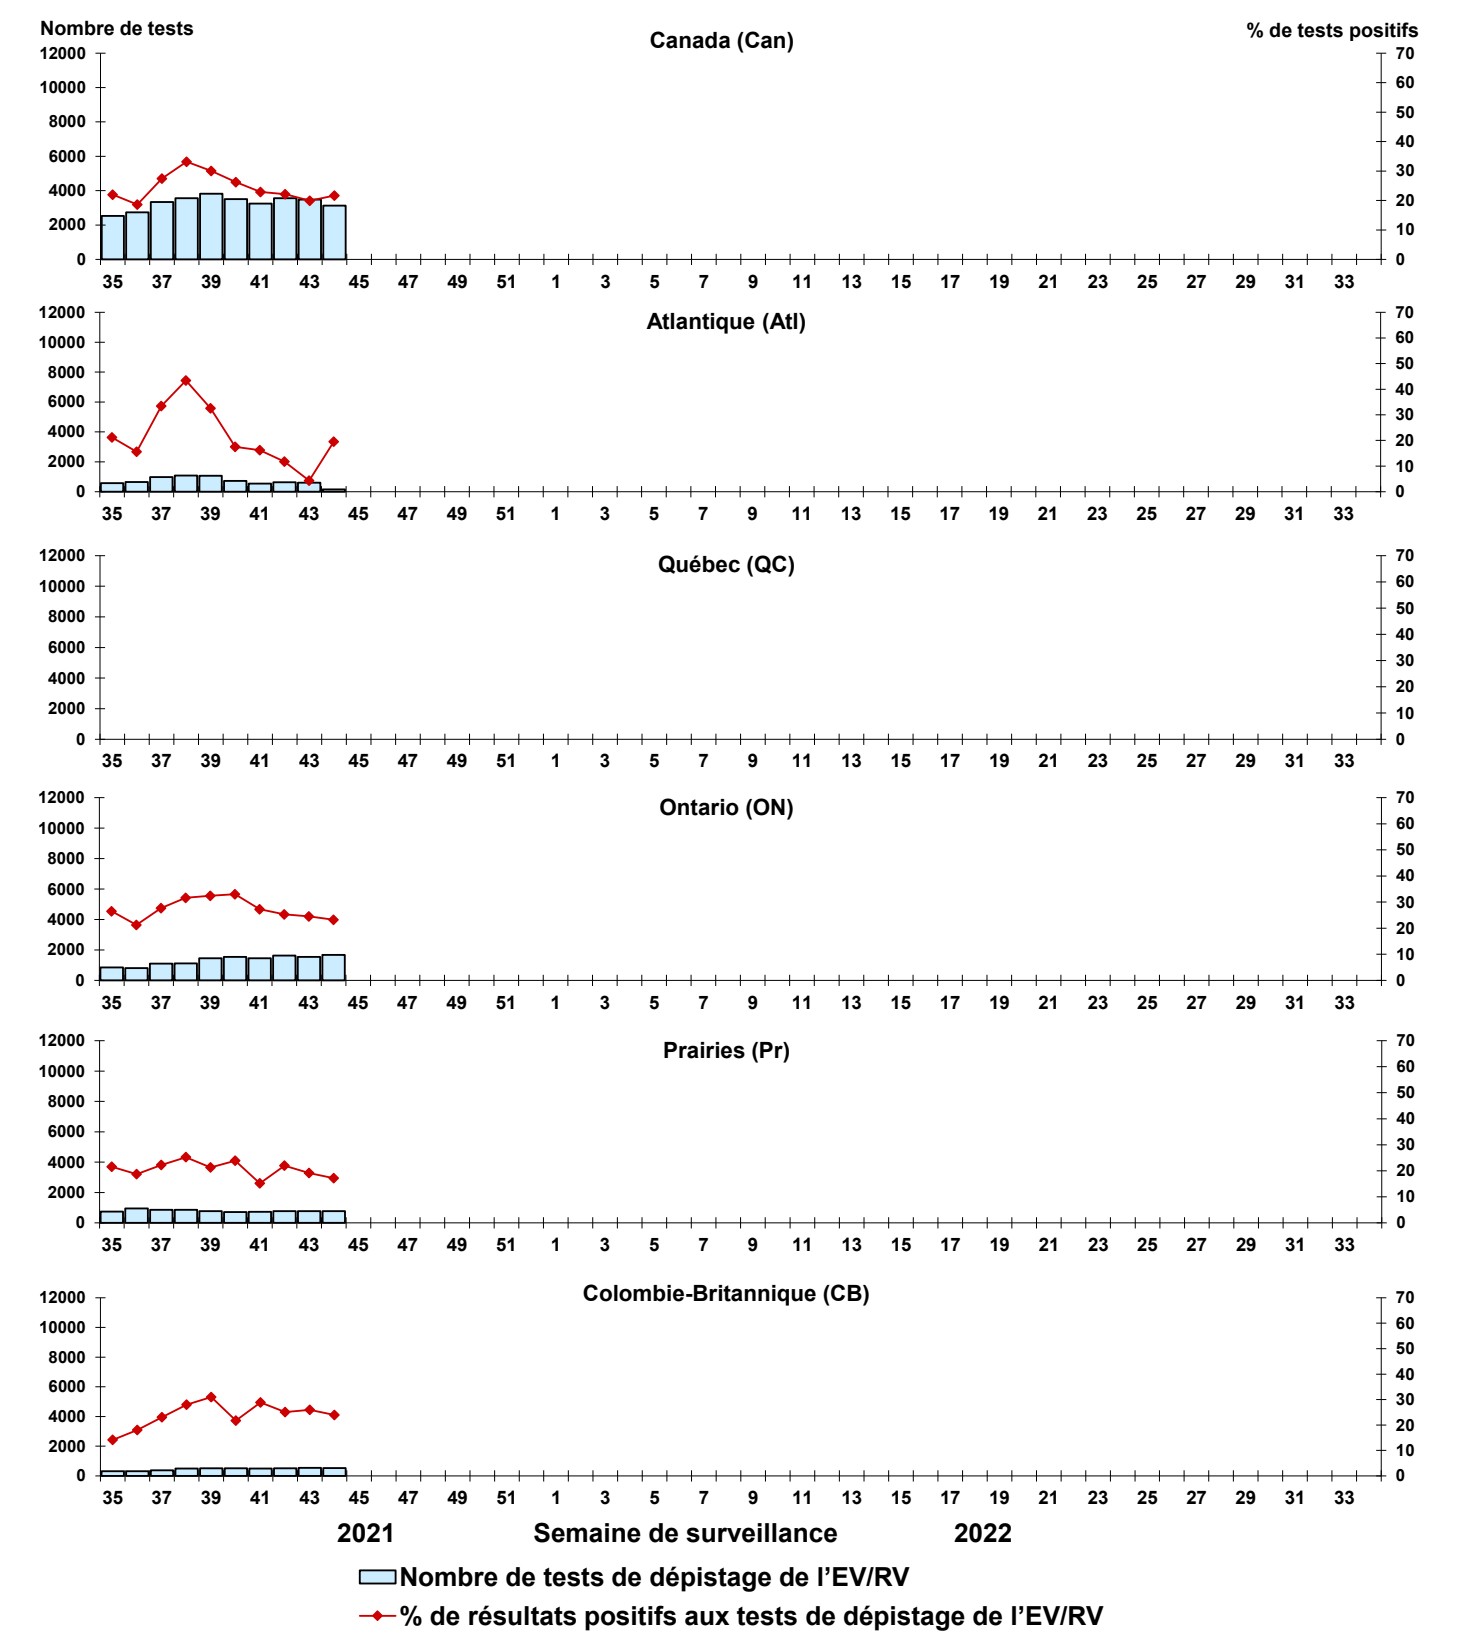 Nombre de tests
Canada (Can)
% de tests positifs
12000 70
10000 60
8000 50
6000 40
4000 30
2000 20
0 10
0
35 37 39 41 43 45 47 49 51 1 3 5 7 9 11 13 15 17 19 21 23 25 27 29 31 33
Atlantique (Atl)
12000 70
10000 60
8000 50
6000 40
4000 30
2000 20
0 10
0
35 37 39 41 43 45 47 49 51 1 3 5 7 9 11 13 15 17 19 21 23 25 27 29 31 33
Québec (QC)
12000 70
10000 60
8000 50
6000 40
4000 30
2000 20
0 10
0
35 37 39 41 43 45 47 49 51 1 3 5 7 9 11 13 15 17 19 21 23 25 27 29 31 33
Ontario (ON)
12000 70
10000 60
8000 50
6000 40
4000 30
2000 20
0 10
0
35 37 39 41 43 45 47 49 51 1 3 5 7 9 11 13 15 17 19 21 23 25 27 29 31 33
Prairies (Pr)
12000 70
10000 60
8000 50
6000 40
4000 30
2000 20
0 10
0
35 37 39 41 43 45 47 49 51 1 3 5 7 9 11 13 15 17 19 21 23 25 27 29 31 33
Colombie-Britannique (CB)
12000 70
10000 60
8000 50
6000 40
4000 30
2000 20
0 10
0
35 37 39 41 43 45 47 49 51 1 3 5 7 9 11 13 15 17 19 21 23 25 27 29 31 33
2021 Semaine de surveillance 2022
Nombre de tests de dépistage de l’EV/RV
% de résultats positifs aux tests de dépistage de l’EV/RV